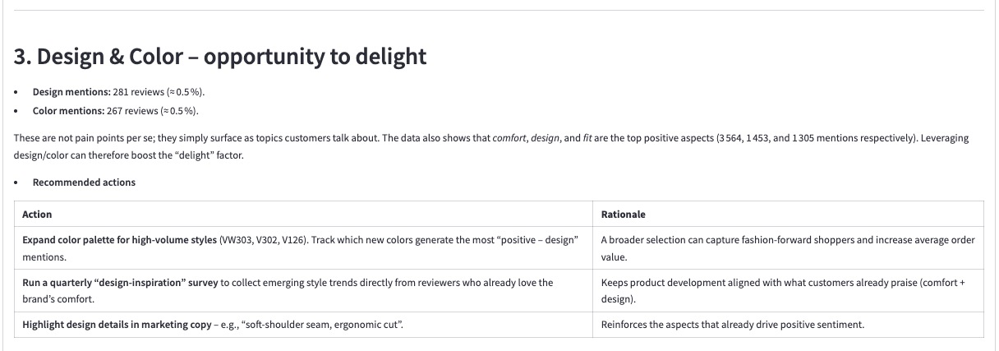 3. Design & Color – opportunity to delight
• Design mentions: 281 reviews (≈ 0.5 %).
• Color mentions: 267 reviews (≈ 0.5 %).
These are not pain points per se; they simply surface as topics customers talk about. The data also shows that comfort, design, and fit are the top positive aspects (3 564, 1 453, and 1 305 mentions respectively). Leveraging
design/color can therefore boost the “delight” factor.
• Recommended actions
Action
Rationale
Expand color palette for high-volume styles (VW303, V302, V126). Track which new colors generate the most “positive – design”
mentions.
A broader selection can capture fashion-forward shoppers and increase average order
value.
Run a quarterly “design-inspiration” survey to collect emerging style trends directly from reviewers who already love the
brand’s comfort.
Keeps product development aligned with what customers already praise (comfort +
design).
Highlight design details in marketing copy – e.g., “soft-shoulder seam, ergonomic cut”.
Reinforces the aspects that already drive positive sentiment.